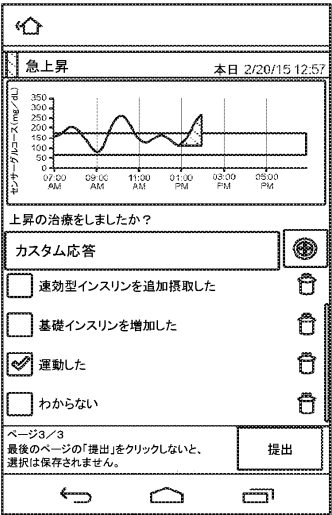 急上昇
本日 2/20/15 12:57
センサーグルコース(mg/dL)
350
300
250
200
150
100
50
0
07:00 AM
09:00 AM
11:00 AM
01:00 PM
03:00 PM
05:00 PM
上昇の治療をしましたか？
カスタム応答
速効型インスリンを追加摂取した
基礎インスリンを増加した
運動した
わからない
ページ3/3
最後のページの「提出」をクリックしないと、
選択は保存されません。
提出